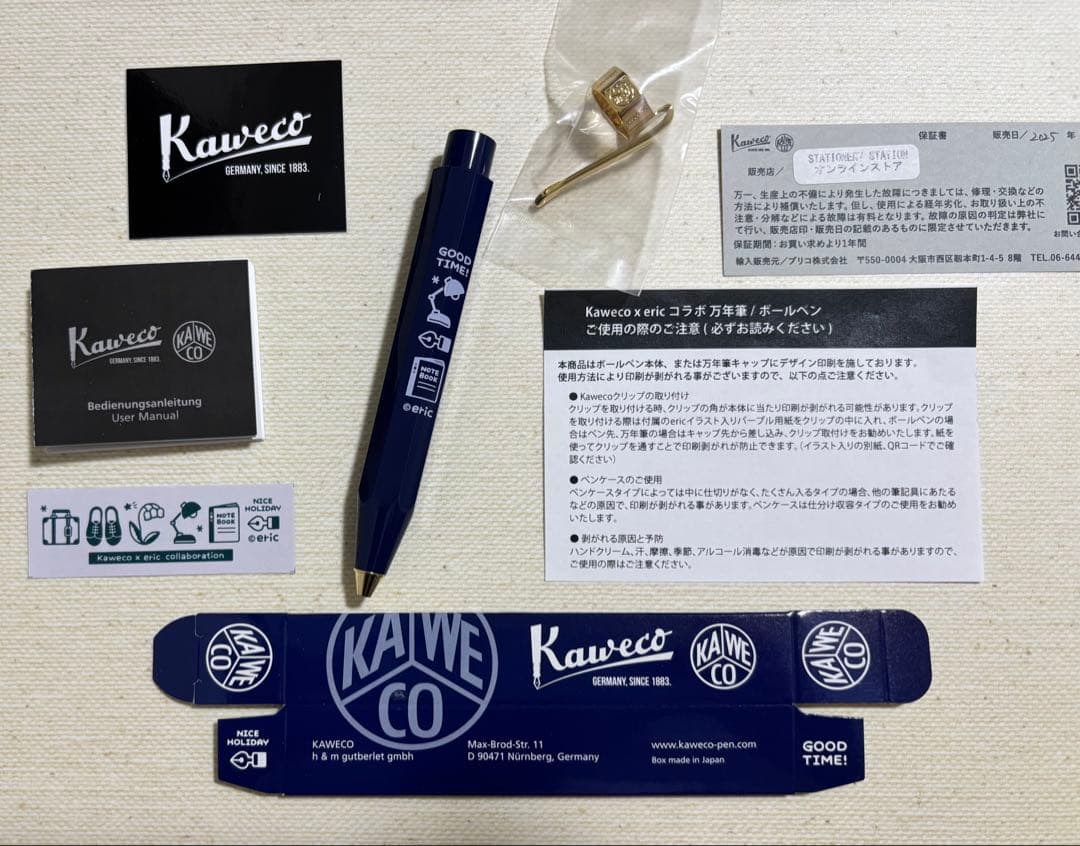 Kaweco
GERMANY, SINCE 1883.
Kaweco
GERMANY, SINCE 1883.
KA WE CO
Bedienungsanleitung
User Manual
NICE
HOLIDAY
NOTE
BOOK
©eric
Kaweco x eric collaboration
GOOD
TIME!
NOTE
BOOK
©eric
Kaweco
保証書
販売日/2025 年
販売店/
STATIONERY STATION
オンラインストア
万一、生産上の不備により発生した故障につきましては、修理・交換などの
方法により補償いたします。但し、使用による経年劣化、お取り扱い上の不
注意・分解などによる故障は有料となります。故障の原因の判定は弊社に
て行い、販売店印・販売日の記載のあるものに限定させていただきます。
保証期間：お買い求めより1年間
お問い合
輸入販売元/プリコ株式会社 〒550-0004 大阪市西区靱本町1-4-5 8階 TEL.06-644
Kaweco x eric コラボ 万年筆 / ボールペン
ご使用の際のご注意 ( 必ずお読みください )
本商品はボールペン本体、または万年筆キャップにデザイン印刷を施しております。
使用方法により印刷が剥がれる事がございますので、以下の点ご注意ください。
● Kawecoクリップの取り付け
クリップを取り付ける時、クリップの角が本体に当たり印刷が剥がれる可能性があります。クリップ
を取り付ける際は付属のericイラスト入りパープル用紙をクリップの中に入れ、ボールペンの場
合はペン先、万年筆の場合はキャップ先から差し込み、クリップ取付けをお勧めいたします。紙を
使ってクリップを通すことで印刷剥がれが防止できます。(イラスト入りの別紙、QRコードでご確
認ください)
● ペンケースのご使用
ペンケースタイプによっては中に仕切りがなく、たくさん入るタイプの場合、他の筆記具にあたる
などの原因で、印刷が剥がれる事があります。ペンケースは仕分け収容タイプのご使用をお勧め
いたします。
● 剥がれる原因と予防
ハンドクリーム、汗、摩擦、季節、アルコール消毒などが原因で印刷が剥がれる事がありますので、
ご使用の際はご注意ください。
KA WE CO
KA WE CO
Kaweco
GERMANY, SINCE 1883.
KA WE CO
KA WE CO
NICE
HOLIDAY
KAWECO
h & m gutberlet gmbh
Max-Brod-Str. 11
D 90471 Nürnberg, Germany
www.kaweco-pen.com
Box made in Japan
GOOD
TIME!